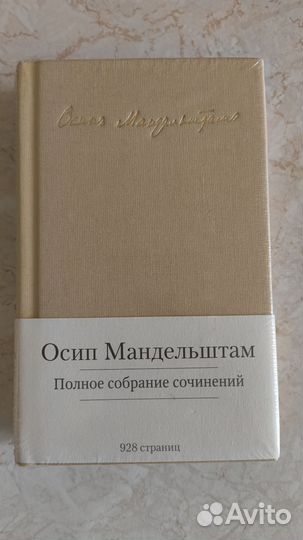 Осип Мандельштам
Осип Мандельштам
Полное собрание сочинений
928 страниц
Avito